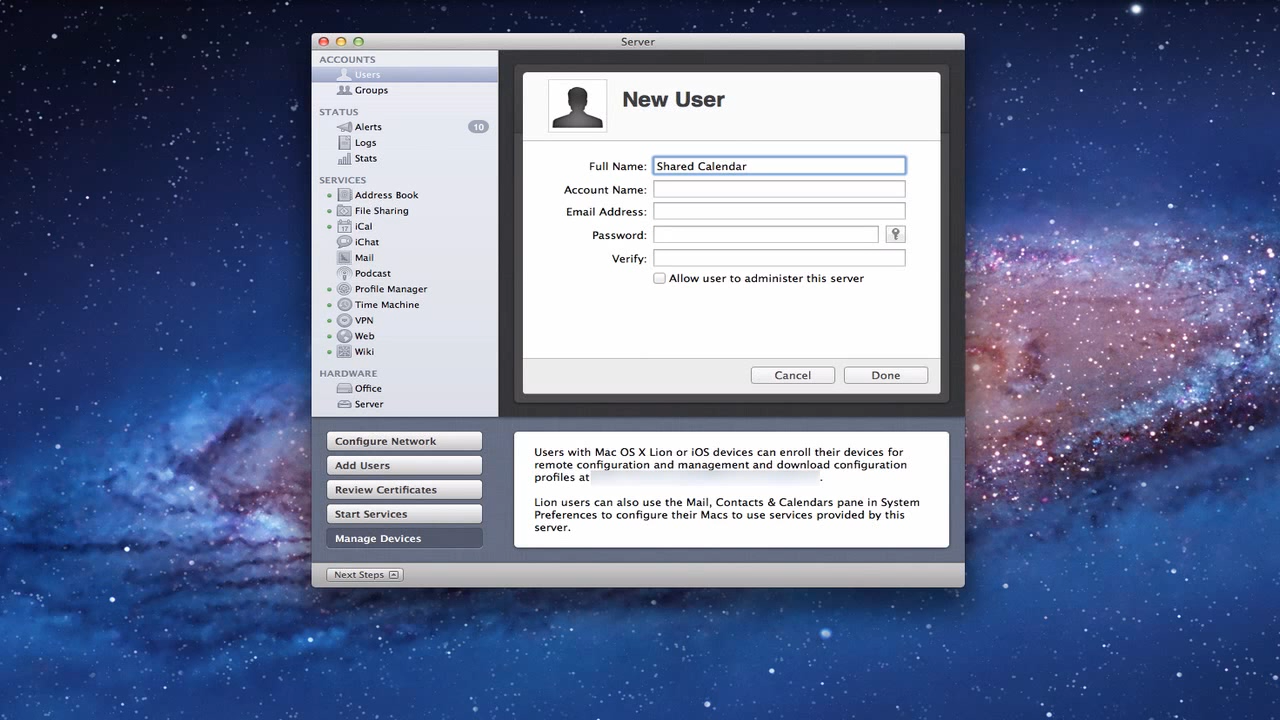 Server
ACCOUNTS
Users
Groups
STATUS
Alerts 10
Logs
Stats
SERVICES
Address Book
File Sharing
17 iCal
iChat
Mail
Podcast
Profile Manager
Time Machine
VPN
Web
Wiki
HARDWARE
Office
Server
New User
Full Name: Shared Calendar
Account Name:
Email Address:
Password:
Verify:
Allow user to administer this server
Cancel Done
Configure Network
Add Users
Review Certificates
Start Services
Manage Devices
Users with Mac OS X Lion or iOS devices can enroll their devices for
remote configuration and management and download configuration
profiles at .
Lion users can also use the Mail, Contacts & Calendars pane in System
Preferences to configure their Macs to use services provided by this
server.
Next Steps